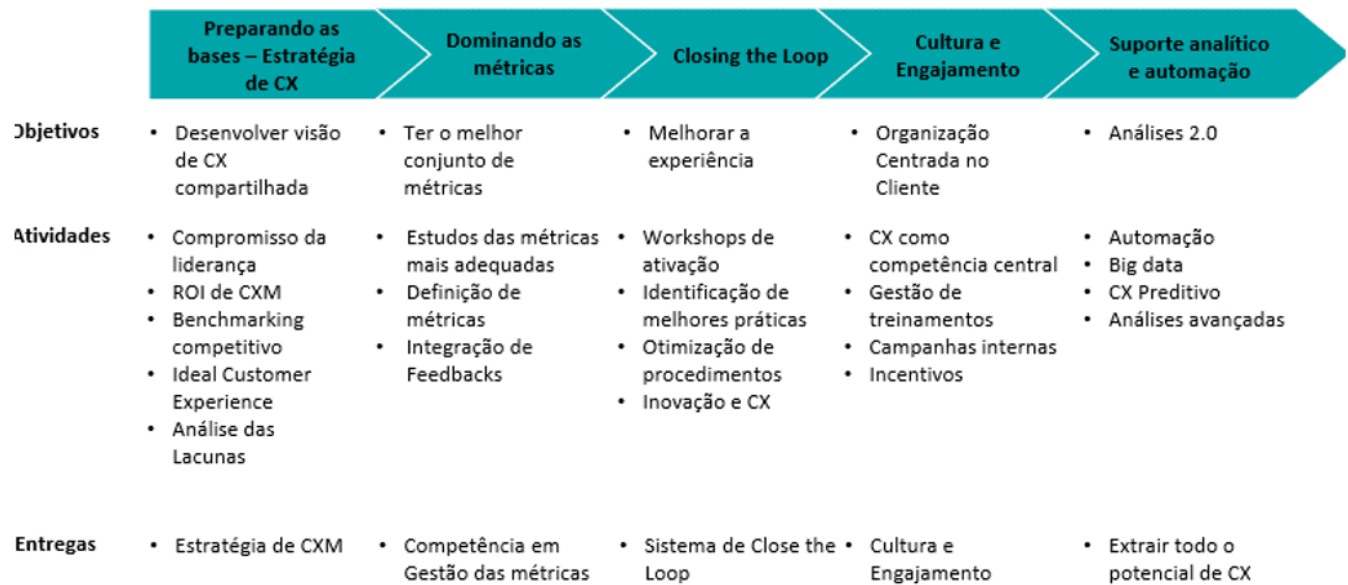 Preparando as
bases – Estratégia
de CX
Dominando as
métricas
Closing the Loop
Cultura e
Engajamento
Suporte analítico
e automação
Objetivos
• Desenvolver visão
de CX
compartilhada
• Ter o melhor
conjunto de
métricas
• Melhorar a
experiência
• Organização
Centrada no
Cliente
• Análises 2.0
Atividades
• Compromisso da
liderança
• ROI de CXM
• Benchmarking
competitivo
• Ideal Customer
Experience
• Análise das
Lacunas
• Estudos das métricas
mais adequadas
• Definição de
métricas
• Integração de
Feedbacks
• Workshops de
ativação
• Identificação de
melhores práticas
• Otimização de
procedimentos
• Inovação e CX
• CX como
competência central
• Gestão de
treinamentos
• Campanhas internas
• Incentivos
• Automação
• Big data
• CX Preditivo
• Análises avançadas
Entregas
• Estratégia de CXM
• Competência em
Gestão das métricas
• Sistema de Close the
Loop
• Cultura e
Engajamento
• Extrair todo o
potencial de CX